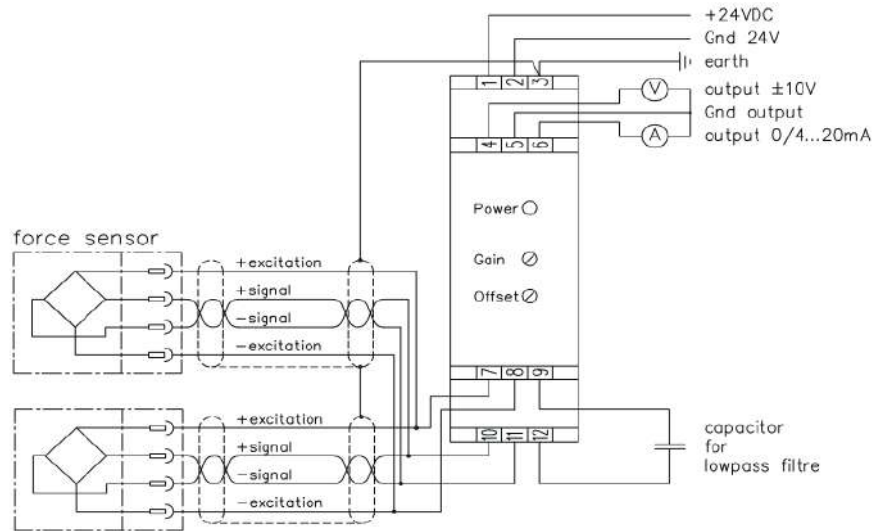 +24VDC
Gnd 24V
earth
1 2 3
output ±10V
V
Gnd output
A
output 0/4...20mA
4 5 6
Power
Gain
Offset
force sensor
+excitation
+signal
−signal
−excitation
7 8 9
+excitation
+signal
−signal
−excitation
10 11 12
capacitor
for
lowpass filtre